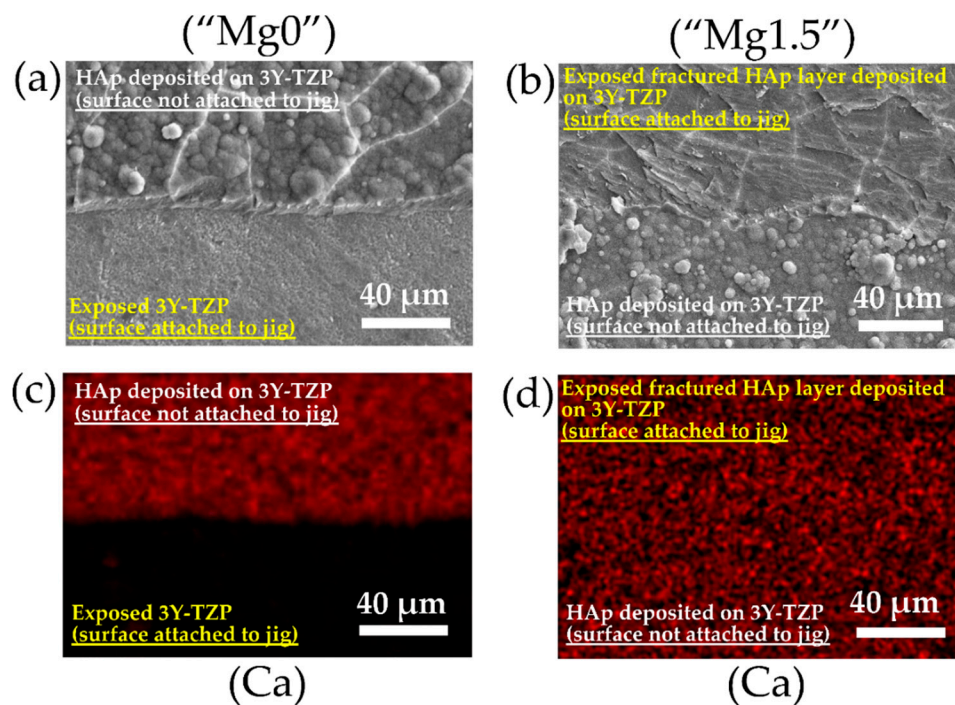 (“Mg0”)
(“Mg1.5”)
(a)
HAp deposited on 3Y-TZP
(surface not attached to jig)
40 μm
Exposed 3Y-TZP
(surface attached to jig)
(b)
Exposed fractured HAp layer deposited
on 3Y-TZP
(surface attached to jig)
40 μm
HAp deposited on 3Y-TZP
(surface not attached to jig)
(c)
HAp deposited on 3Y-TZP
(surface not attached to jig)
40 μm
Exposed 3Y-TZP
(surface attached to jig)
(d)
Exposed fractured HAp layer deposited
on 3Y-TZP
(surface attached to jig)
40 μm
HAp deposited on 3Y-TZP
(surface not attached to jig)
(Ca)
(Ca)